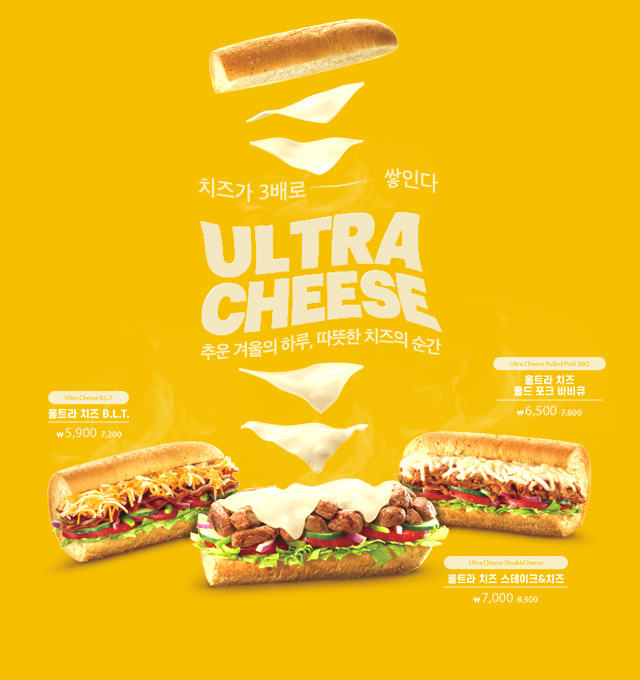 치즈가 3배로 쌓인다
ULTRA
CHEESE
추운 겨울의 하루, 따뜻한 치즈의 순간
Ultra Cheese Pulled Pork BBQ
울트라 치즈
풀드 포크 바비큐
₩6,500 7,800
Ultra Cheese B.L.T.
울트라 치즈 B.L.T.
₩5,900 7,200
Ultra Cheese Steak&Cheese
울트라 치즈 스테이크&치즈
₩7,000 8,300